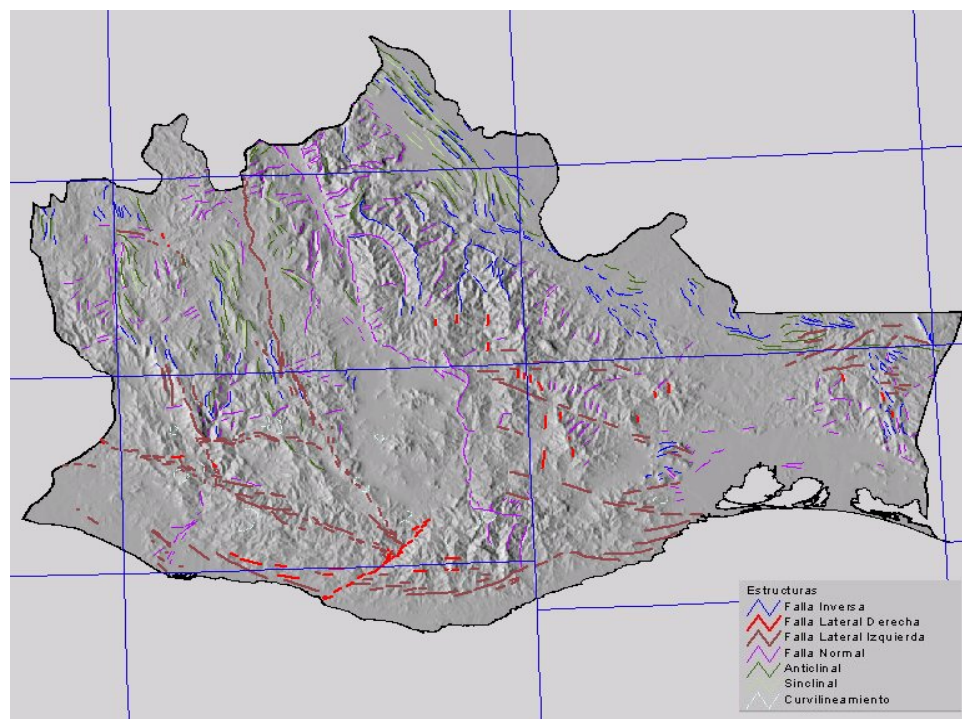 Estructuras
Falla Inversa
Falla Lateral Derecha
Falla Lateral Izquierda
Falla Normal
Anticlinal
Sinclinal
Curvilineamiento